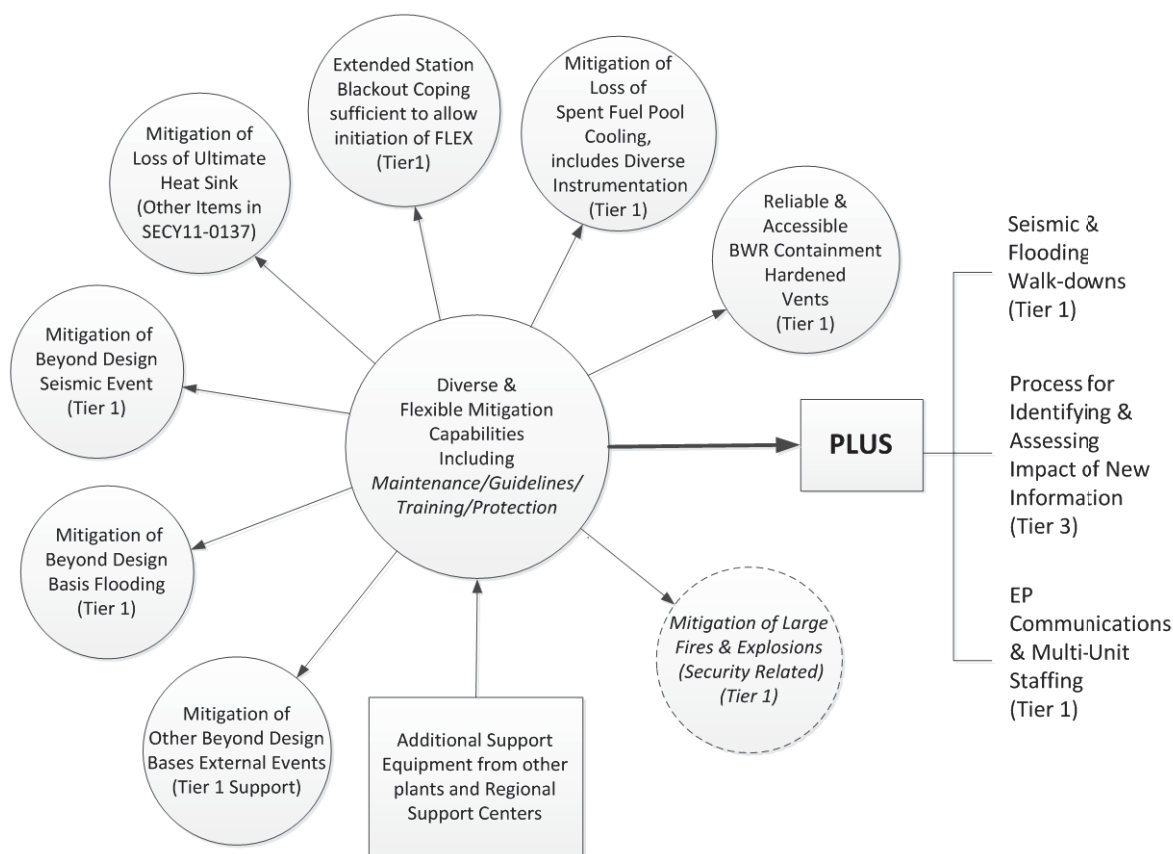 Extended Station
Blackout Coping
sufficient to allow
initiation of FLEX
(Tier1)
Mitigation of
Loss of
Spent Fuel Pool
Cooling,
includes Diverse
Instrumentation
(Tier 1)
Mitigation of
Loss of Ultimate
Heat Sink
(Other Items in
SECY11-0137)
Reliable &
Accessible
BWR Containment
Hardened
Vents
(Tier 1)
Mitigation of
Beyond Design
Seismic Event
(Tier 1)
Diverse &
Flexible Mitigation
Capabilities
Including
Maintenance/Guidelines/
Training/Protection
Mitigation of
Beyond Design
Basis Flooding
(Tier 1)
Mitigation of
Other Beyond Design
Bases External Events
(Tier 1 Support)
Additional Support
Equipment from other
plants and Regional
Support Centers
Mitigation of Large
Fires & Explosions
(Security Related)
(Tier 1)
PLUS
Seismic &
Flooding
Walk-downs
(Tier 1)
Process for
Identifying &
Assessing
Impact of New
Information
(Tier 3)
EP
Communications
& Multi-Unit
Staffing
(Tier 1)